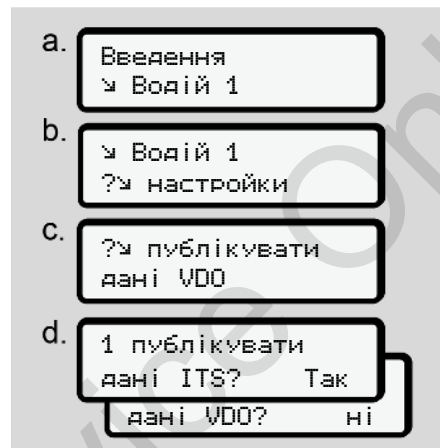 a.
Введення
↘ Водій 1
b.
↘ Водій 1
?↘ настройки
c.
?↘ публікувати
дані VDO
d.
1 публікувати
дані ITS? Так
дані VDO? ні